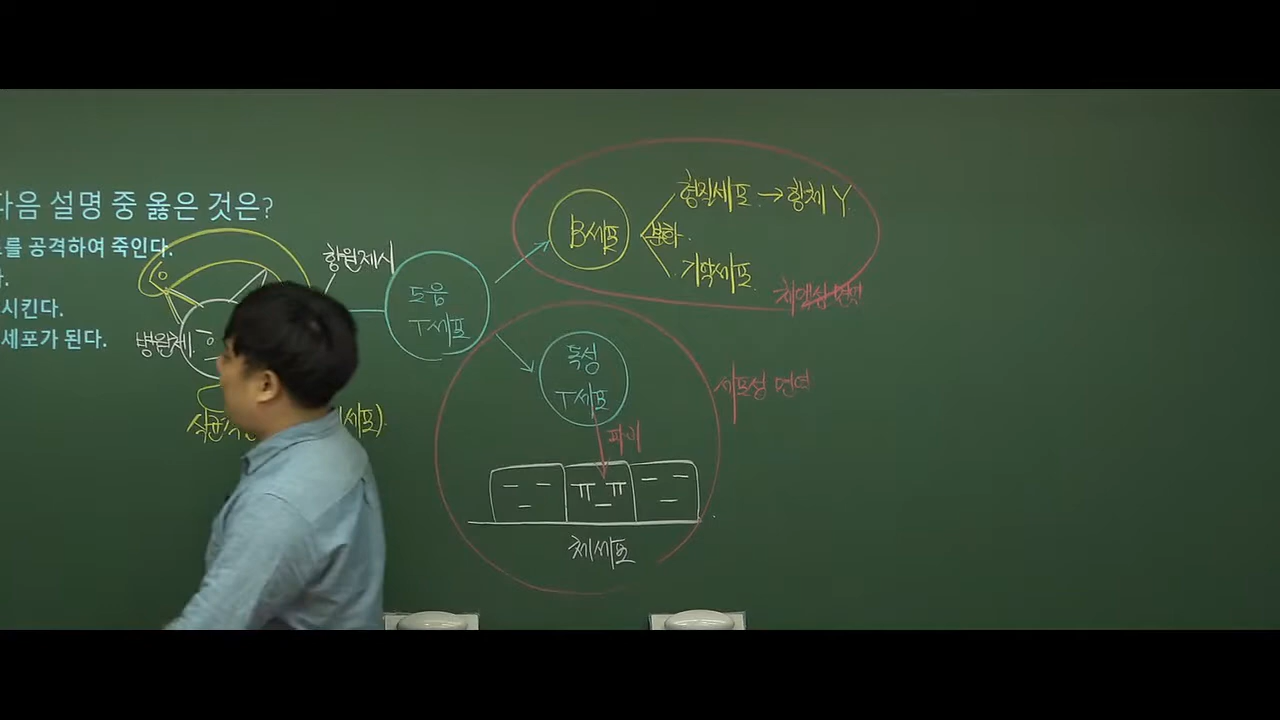 다음 설명 중 옳은 것은?
를 공격하여 죽인다.
시킨다.
세포가 된다.
병원체
항원제시
도움
T세포
B세포
분화
형질세포 → 항체 Y
기억세포
체액성 면역
독성
T세포
파괴
세포성 면역
체세포
세포).